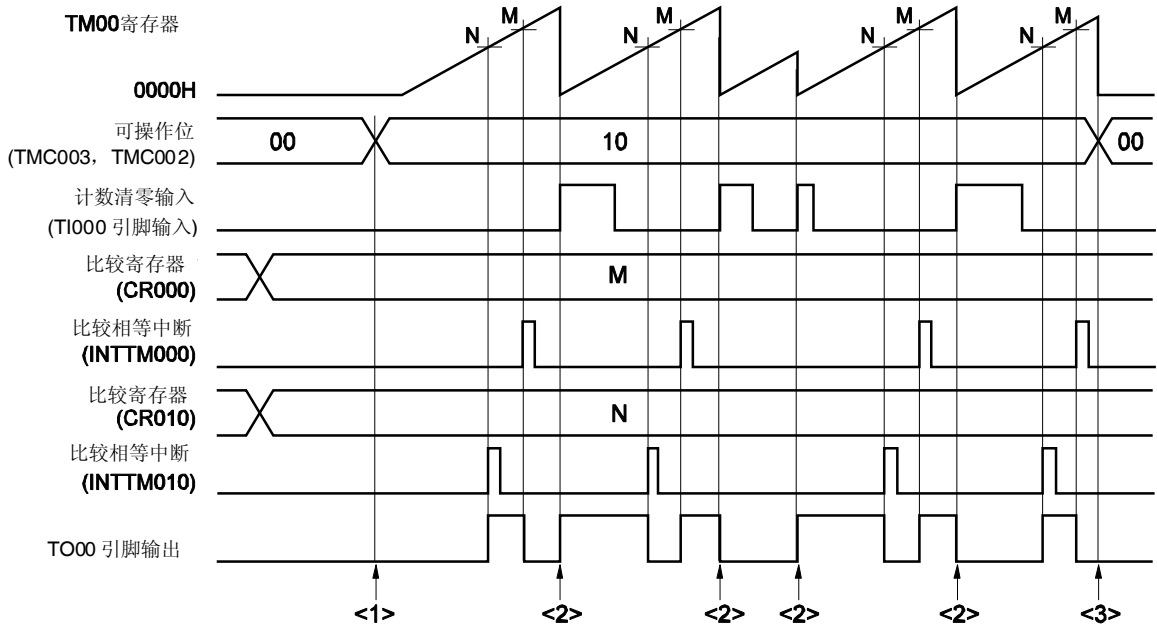 TM00寄存器
N M N M N M N M
0000H
可操作位
(TMC003，TMC002)
00 10 00
计数清零输入
(TI000 引脚输入)
比较寄存器
(CR000)
M
比较相等中断
(INTTM000)
比较寄存器
(CR010)
N
比较相等中断
(INTTM010)
TO00 引脚输出
<1> <2> <2> <2> <2> <3>